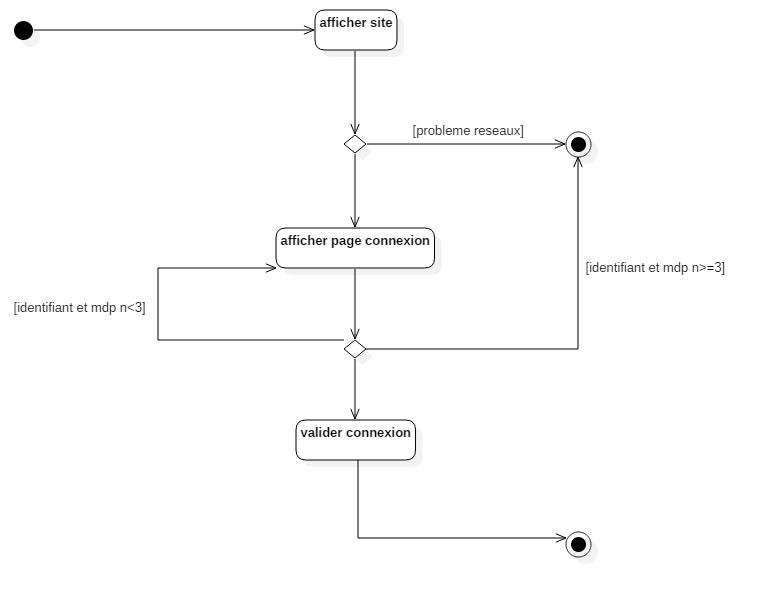 afficher site
[probleme reseaux]
afficher page connexion
[identifiant et mdp n>=3]
[identifiant et mdp n<3]
valider connexion